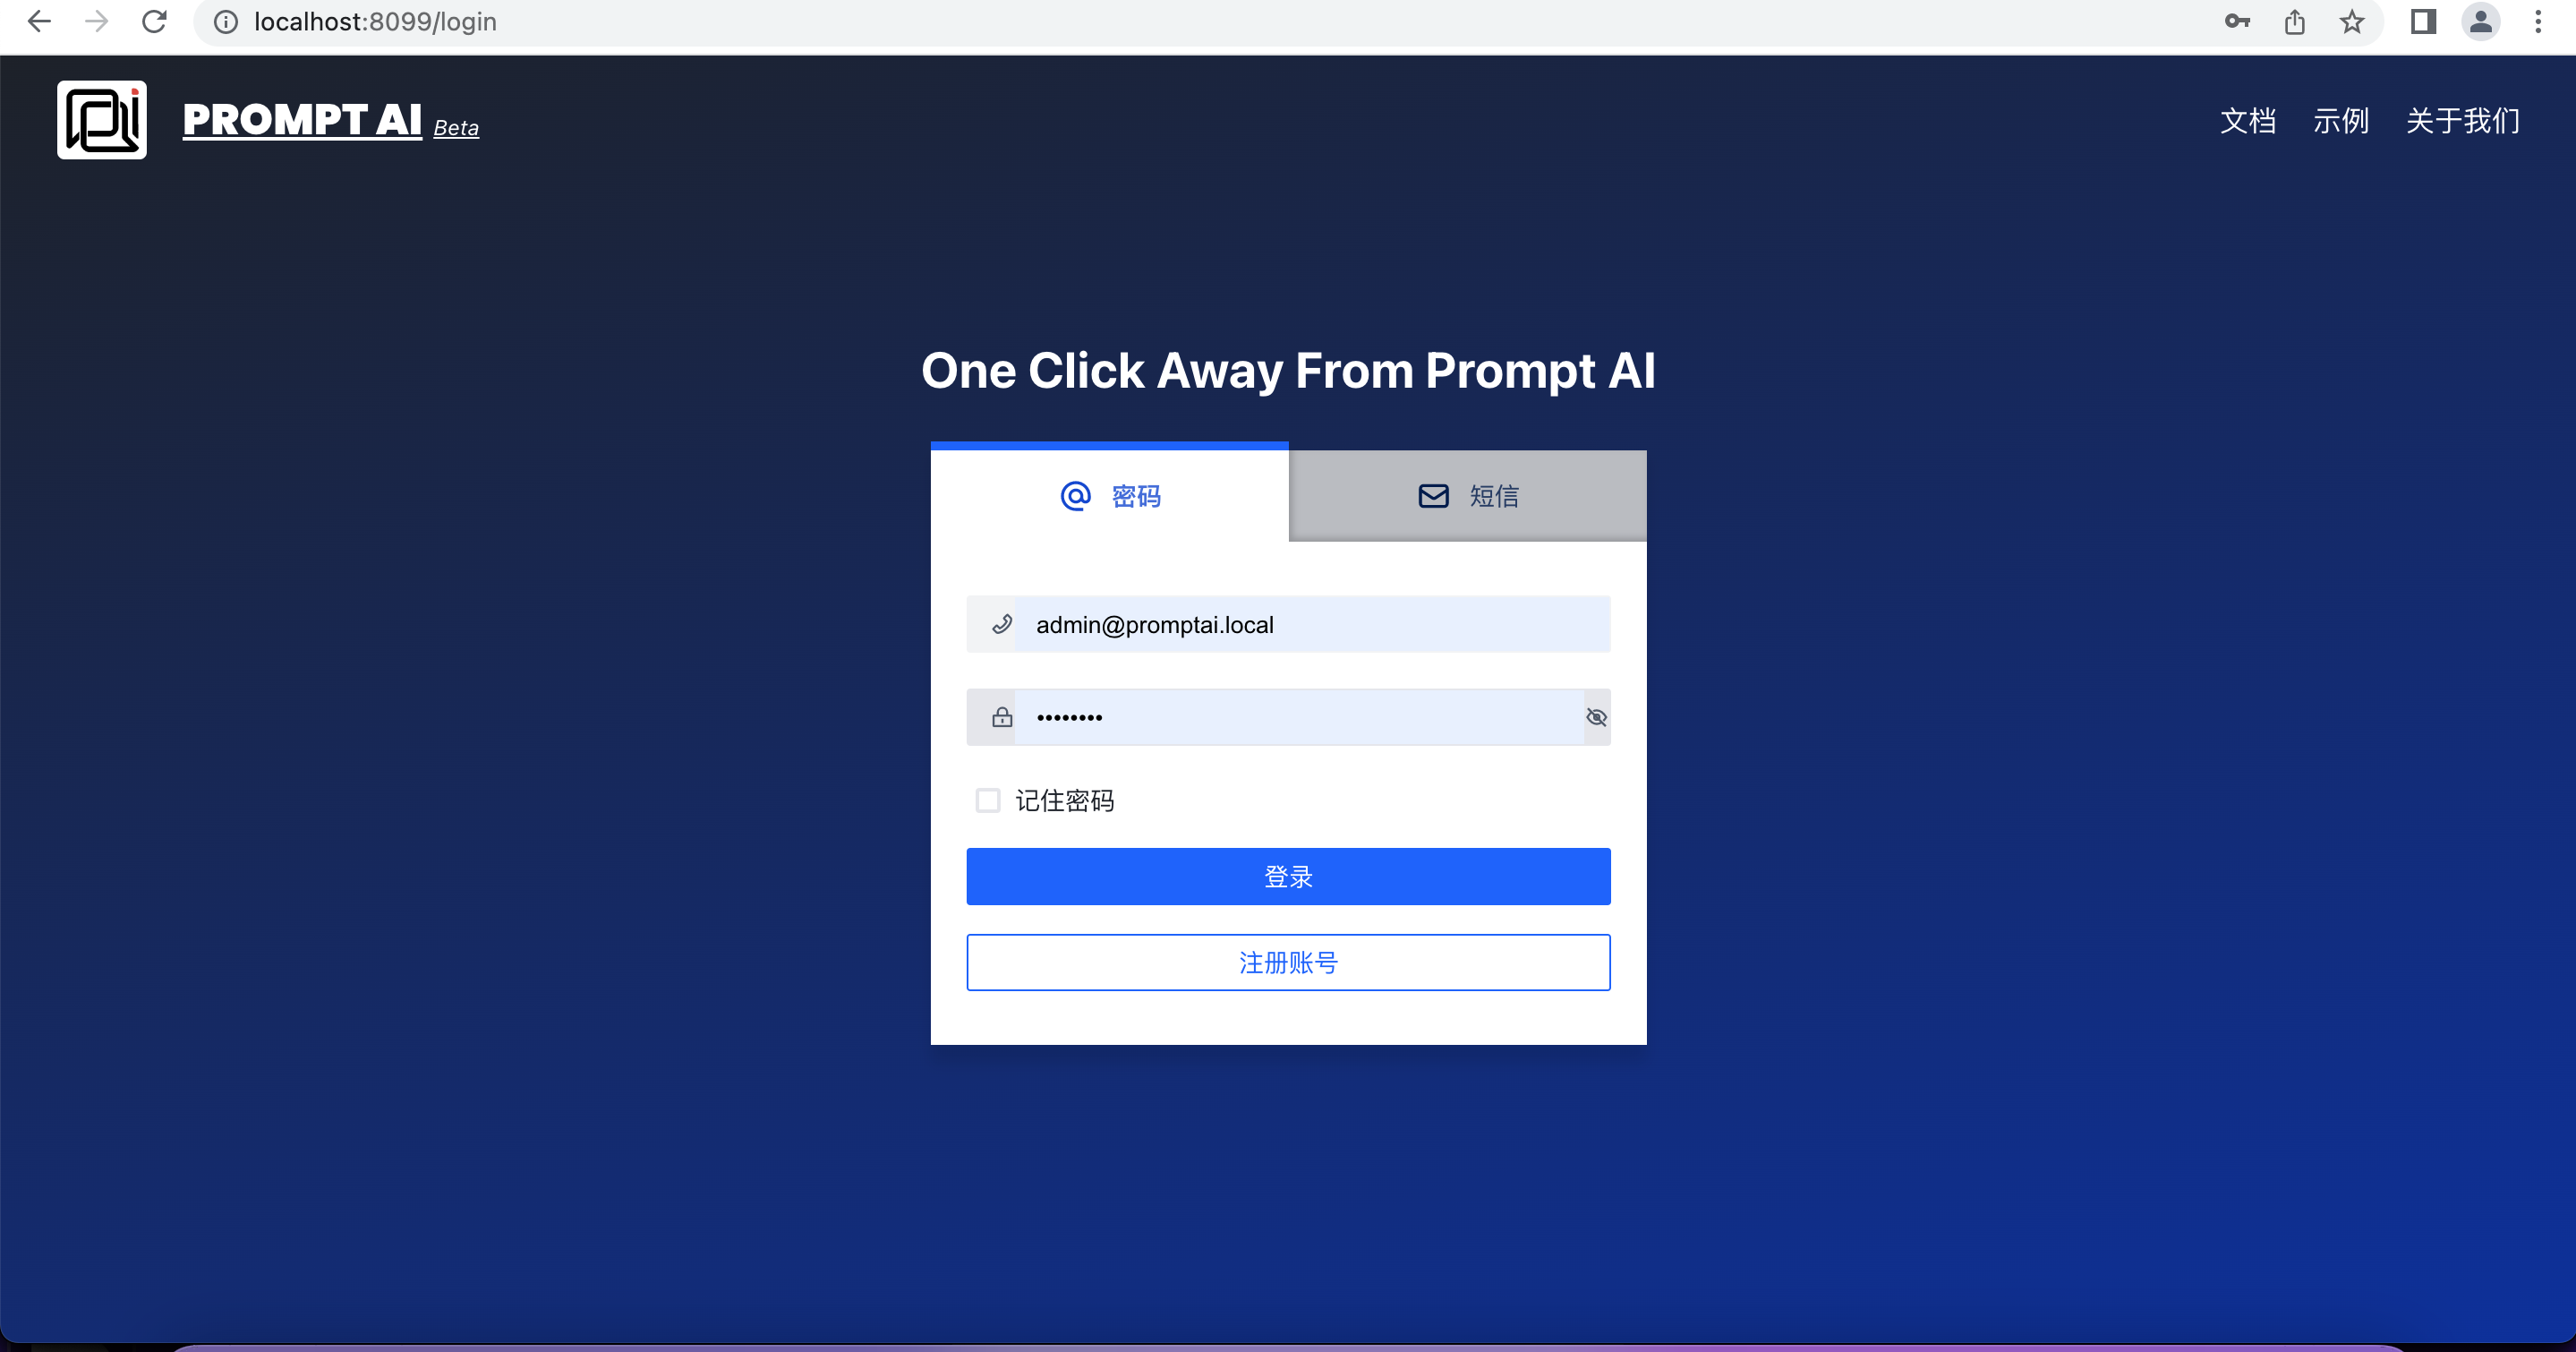 localhost:8099/login
PROMPT AI Beta
文档 示例 关于我们
One Click Away From Prompt AI
密码 短信
admin@promptai.local
••••••••
记住密码
登录
注册账号